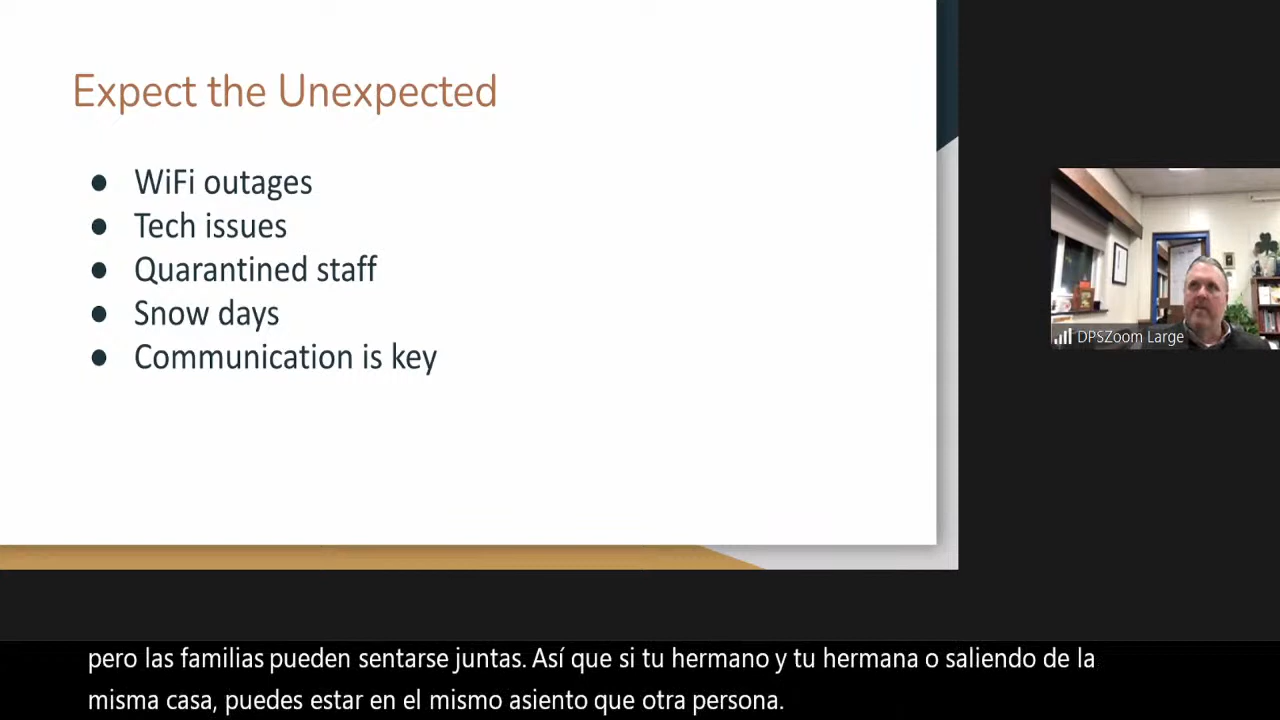 Expect the Unexpected
● WiFi outages
● Tech issues
● Quarantined staff
● Snow days
● Communication is key
DPSZoom Large
pero las familias pueden sentarse juntas. Así que si tu hermano y tu hermana o saliendo de la
misma casa, puedes estar en el mismo asiento que otra persona.